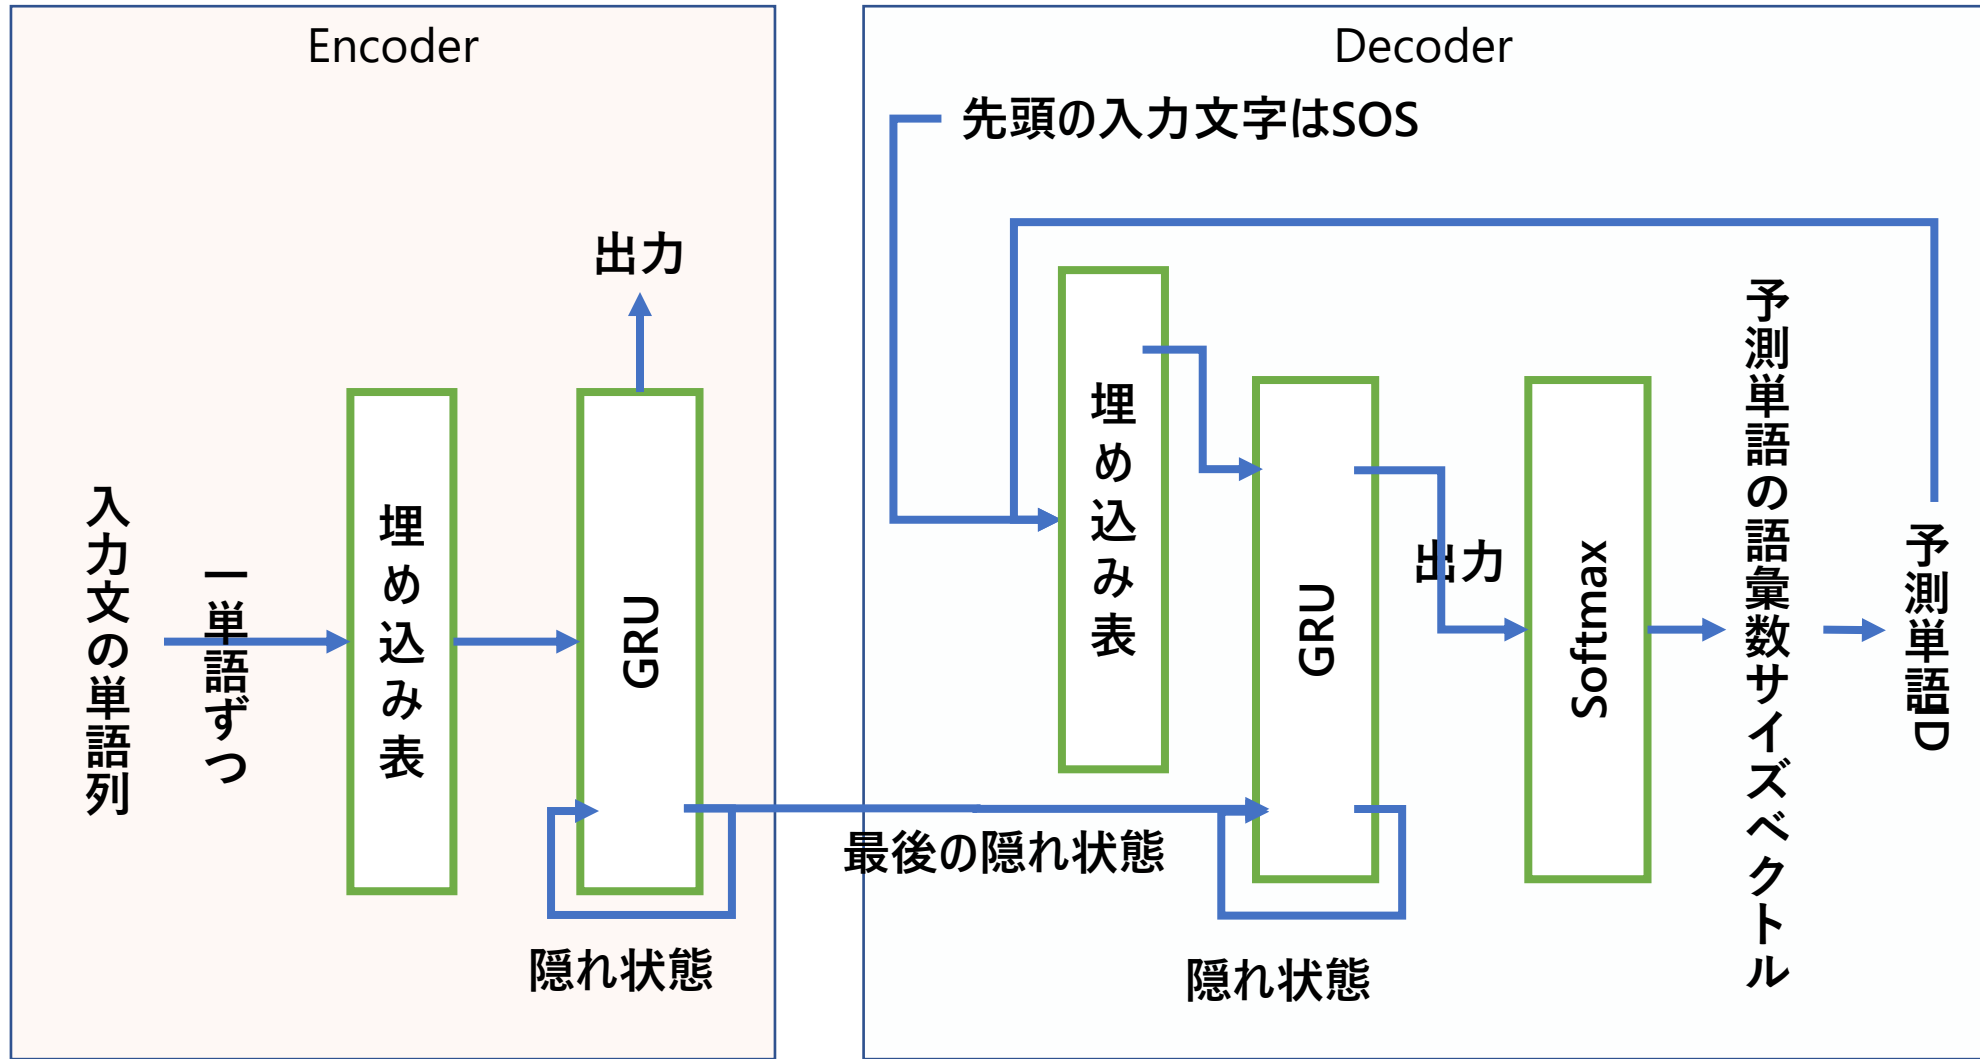 Encoder
入力文の単語列
一単語ずつ
埋め込み表
GRU
出力
隠れ状態
最後の隠れ状態
Decoder
先頭の入力文字はSOS
埋め込み表
GRU
隠れ状態
出力
Softmax
予測単語の語彙数サイズベクトル
予測単語ID